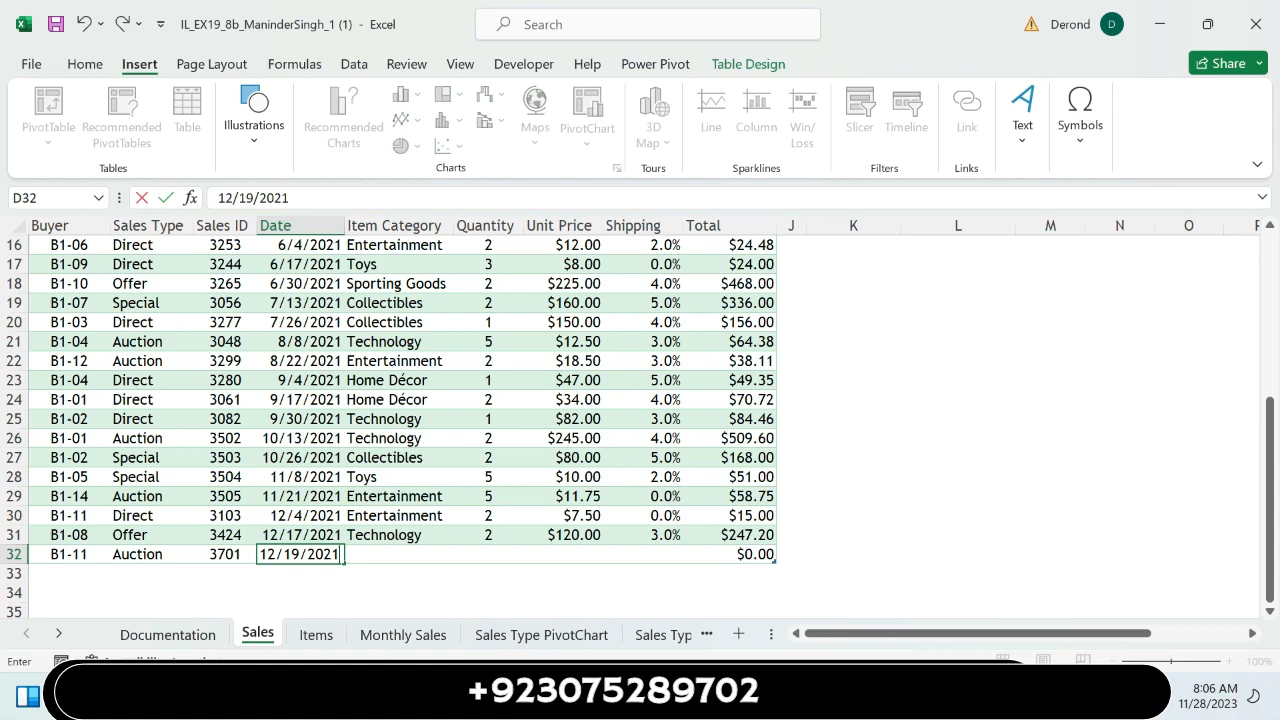 IL_EX19_8b_ManinderSingh_1 (1) - Excel
Search
Derond
D
File Home Insert Page Layout Formulas Data Review View Developer Help Power Pivot Table Design
Share
PivotTable
Recommended PivotTables
Table
Illustrations
Recommended Charts
Maps
PivotChart
3D Map
Line
Column
Win/Loss
Slicer
Timeline
Link
Text
Symbols
Tables Charts Tours Sparklines Filters Links
D32 fx 12/19/2021
Buyer Sales Type Sales ID Date Item Category Quantity Unit Price Shipping Total J K L M N O
16 B1-06 Direct 3253 6/4/2021 Entertainment 2 $12.00 2.0% $24.48
17 B1-09 Direct 3244 6/17/2021 Toys 3 $8.00 0.0% $24.00
18 B1-10 Offer 3265 6/30/2021 Sporting Goods 2 $225.00 4.0% $468.00
19 B1-07 Special 3056 7/13/2021 Collectibles 2 $160.00 5.0% $336.00
20 B1-03 Direct 3277 7/26/2021 Collectibles 1 $150.00 4.0% $156.00
21 B1-04 Auction 3048 8/8/2021 Technology 5 $12.50 3.0% $64.38
22 B1-12 Auction 3299 8/22/2021 Entertainment 2 $18.50 3.0% $38.11
23 B1-04 Direct 3280 9/4/2021 Home Décor 1 $47.00 5.0% $49.35
24 B1-01 Direct 3061 9/17/2021 Home Décor 2 $34.00 4.0% $70.72
25 B1-02 Direct 3082 9/30/2021 Technology 1 $82.00 3.0% $84.46
26 B1-01 Auction 3502 10/13/2021 Technology 2 $245.00 4.0% $509.60
27 B1-02 Special 3503 10/26/2021 Collectibles 2 $80.00 5.0% $168.00
28 B1-05 Special 3504 11/8/2021 Toys 5 $10.00 2.0% $51.00
29 B1-14 Auction 3505 11/21/2021 Entertainment 5 $11.75 0.0% $58.75
30 B1-11 Direct 3103 12/4/2021 Entertainment 2 $7.50 0.0% $15.00
31 B1-08 Offer 3424 12/17/2021 Technology 2 $120.00 3.0% $247.20
32 B1-11 Auction 3701 12/19/2021 $0.00
33
34
35
Documentation Sales Items Monthly Sales Sales Type PivotChart Sales Typ
Enter
100%
+923075289702
8:06 AM
11/28/2023